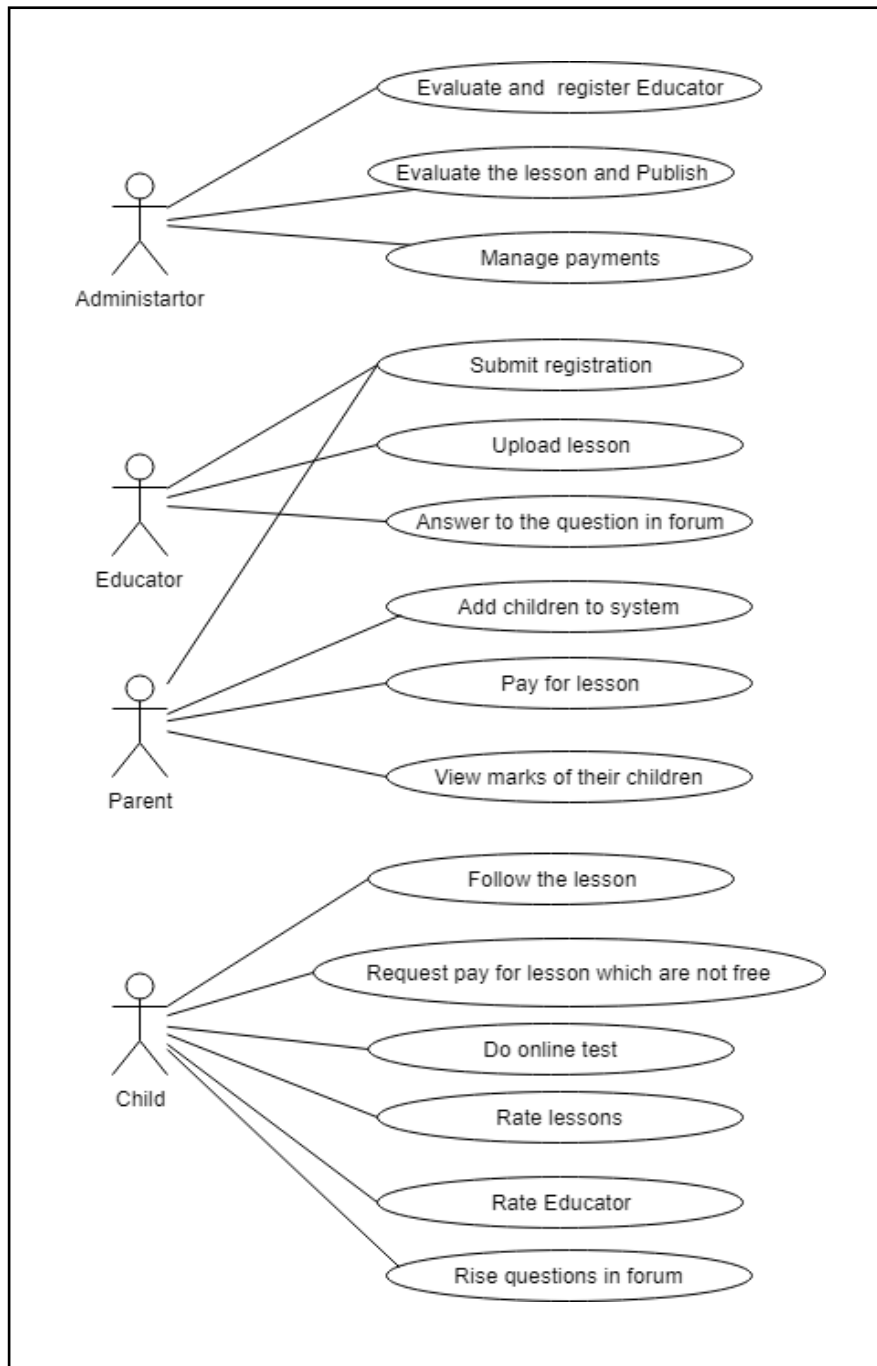 Evaluate and register Educator
Evaluate the lesson and Publish
Manage payments
Administartor
Submit registration
Upload lesson
Answer to the question in forum
Educator
Add children to system
Pay for lesson
View marks of their children
Parent
Follow the lesson
Request pay for lesson which are not free
Do online test
Child
Rate lessons
Rate Educator
Rise questions in forum